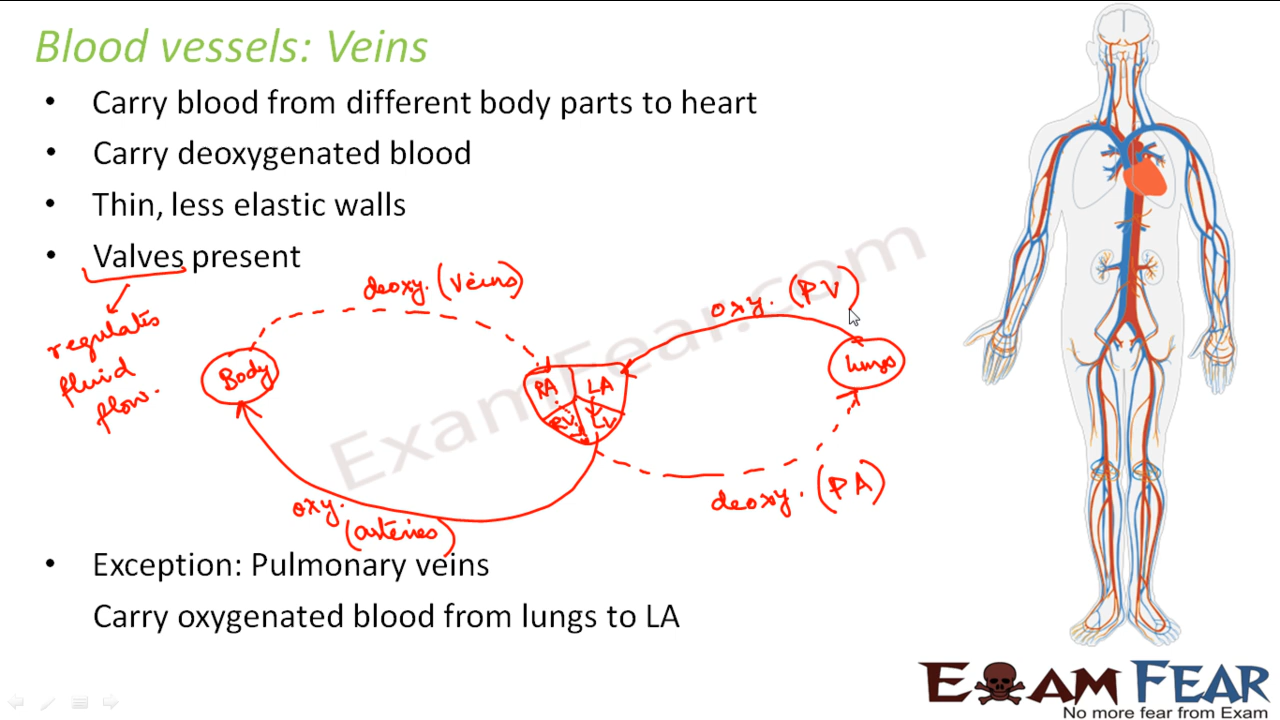 Blood vessels: Veins
• Carry blood from different body parts to heart
• Carry deoxygenated blood
• Thin, less elastic walls
• Valves present
regulates
fluid
flow.
deoxy. (Veins)
oxy. (PV)
Body
RA
LA
RV
LV
lungs
oxy.
(arteries)
deoxy. (PA)
ExamFear.com
• Exception: Pulmonary veins
Carry oxygenated blood from lungs to LA
EXAM FEAR
No more fear from Exam